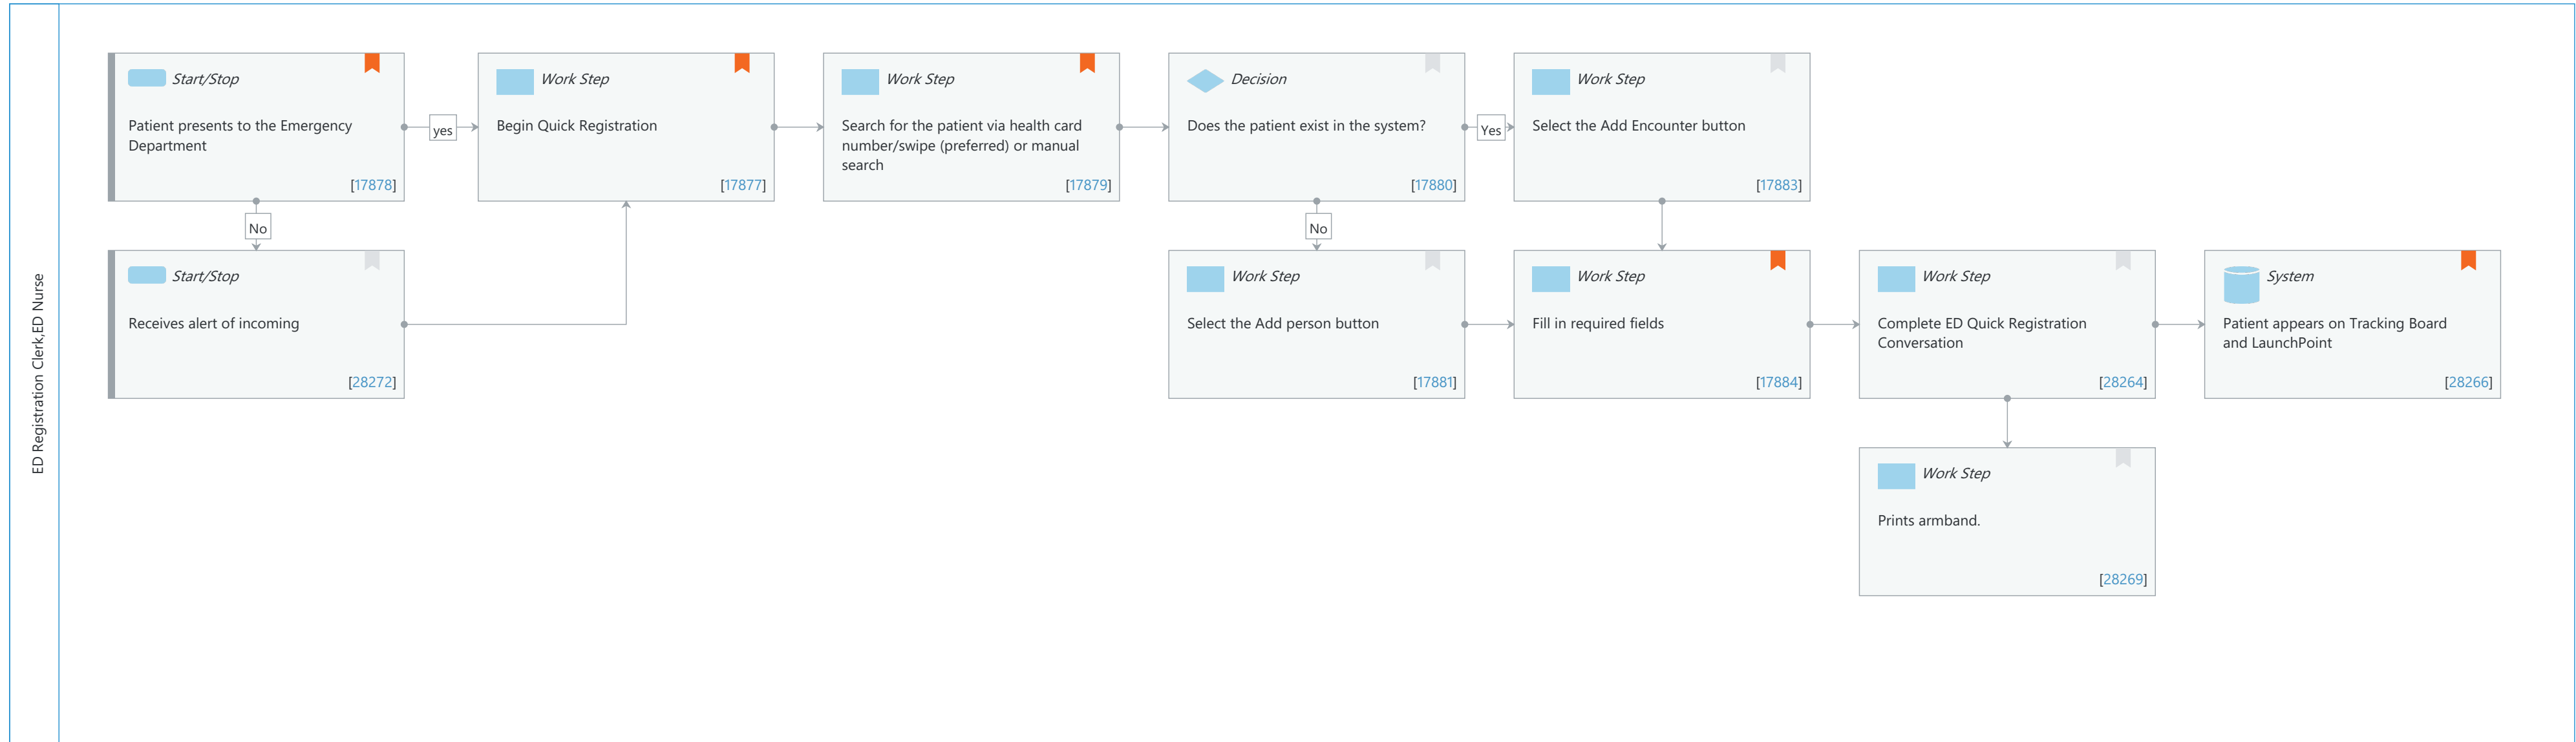 ED Registration Clerk,ED Nurse
Start/Stop
Patient presents to the Emergency
Department
[17878]
yes
Work Step
Begin Quick Registration
[17877]
Work Step
Search for the patient via health card
number/swipe (preferred) or manual
search
[17879]
Decision
Does the patient exist in the system?
[17880]
Yes
Work Step
Select the Add Encounter button
[17883]
No
No
Start/Stop
Receives alert of incoming
[28272]
Work Step
Select the Add person button
[17881]
Work Step
Fill in required fields
[17884]
Work Step
Complete ED Quick Registration
Conversation
[28264]
System
Patient appears on Tracking Board
and LaunchPoint
[28266]
Work Step
Prints armband.
[28269]